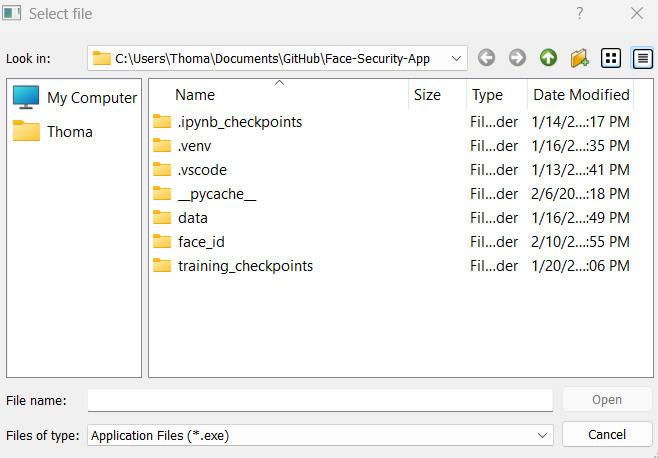 Select file
?
Look in: C:\Users\Thoma\Documents\GitHub\Face-Security-App
My Computer
Thoma
Name Size Type Date Modified
.ipynb_checkpoints Fil...der 1/14/2...:17 PM
.venv Fil...der 1/16/2...:35 PM
.vscode Fil...der 1/13/2...:41 PM
__pycache__ Fil...der 2/6/20...:18 PM
data Fil...der 1/16/2...:49 PM
face_id Fil...der 2/10/2...:55 PM
training_checkpoints Fil...der 1/20/2...:06 PM
File name: Open
Files of type: Application Files (*.exe) Cancel